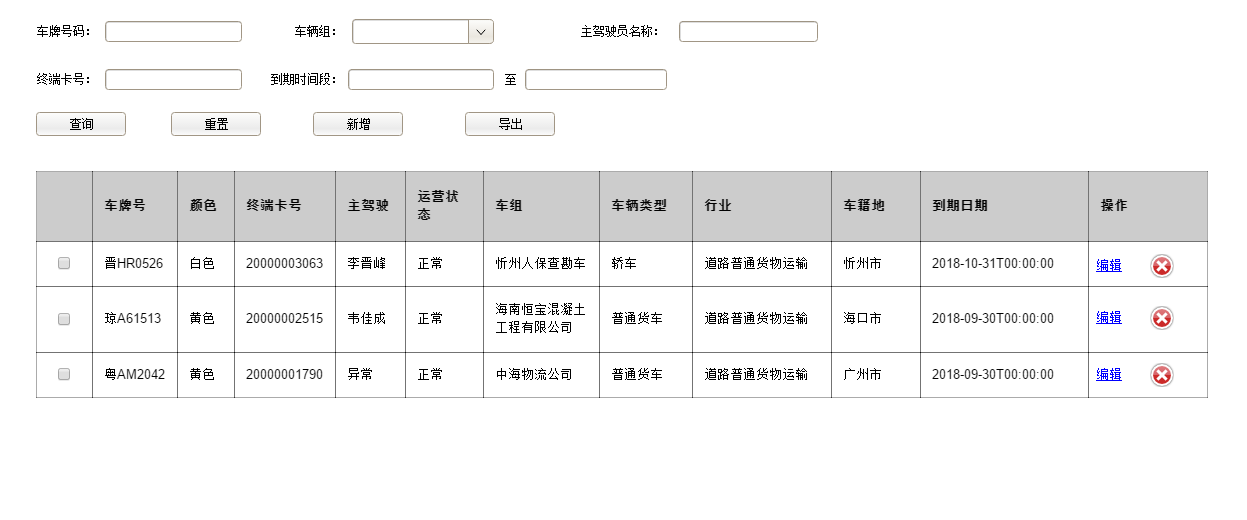 车牌号码： 车辆组： 主驾驶员名称：
终端卡号： 到期时间段： 至
查询 重置 新增 导出
车牌号 颜色 终端卡号 主驾驶 运营状态 车组 车辆类型 行业 车籍地 到期日期 操作
晋HR0526 白色 20000003063 李晋峰 正常 忻州人保查勘车 轿车 道路普通货物运输 忻州市 2018-10-31T00:00:00 编辑
琼A61513 黄色 20000002515 韦佳成 正常 海南恒宝混凝土工程有限公司 普通货车 道路普通货物运输 海口市 2018-09-30T00:00:00 编辑
粤AM2042 黄色 20000001790 异常 正常 中海物流公司 普通货车 道路普通货物运输 广州市 2018-09-30T00:00:00 编辑